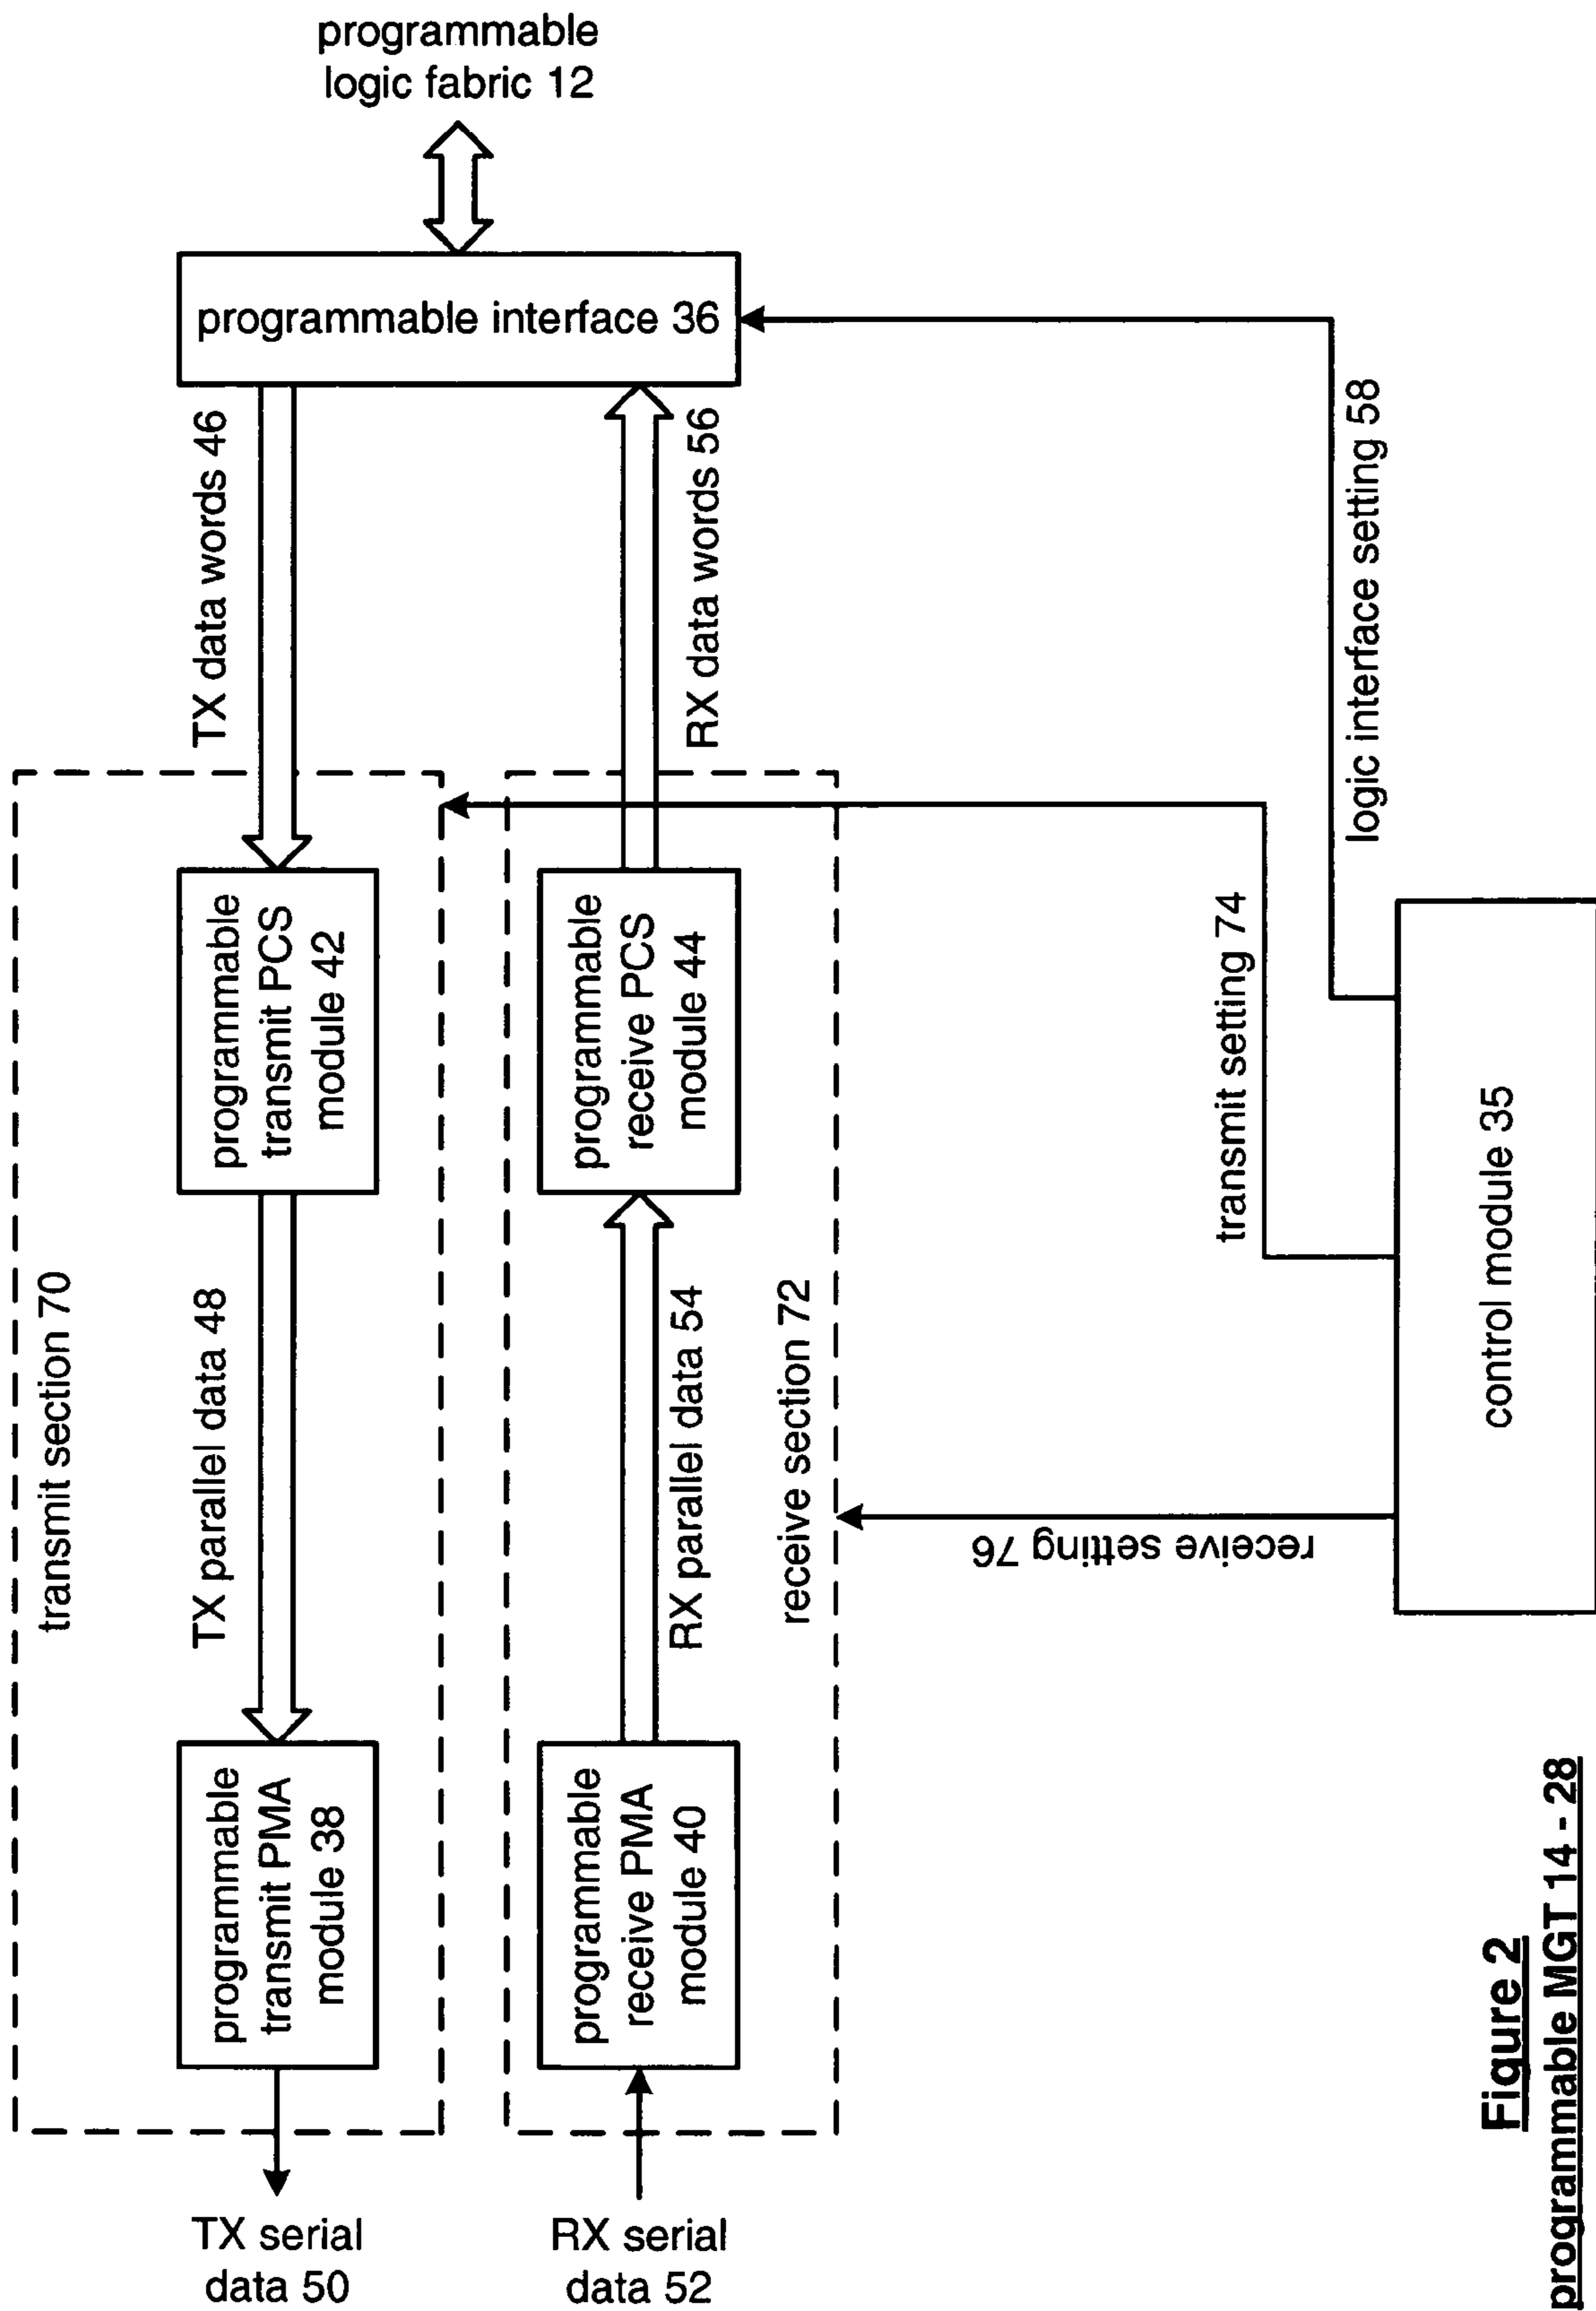 programmable
logic fabric 12
programmable interface 36
TX data words 46
RX data words 56
transmit section 70
programmable
transmit PCS
module 42
programmable
receive PCS
module 44
TX parallel data 48
RX parallel data 54
receive section 72
programmable
transmit PMA
module 38
programmable
receive PMA
module 40
TX serial
data 50
RX serial
data 52
logic interface setting 58
transmit setting 74
receive setting 76
control module 35
Figure 2
programmable MGT 14 - 28